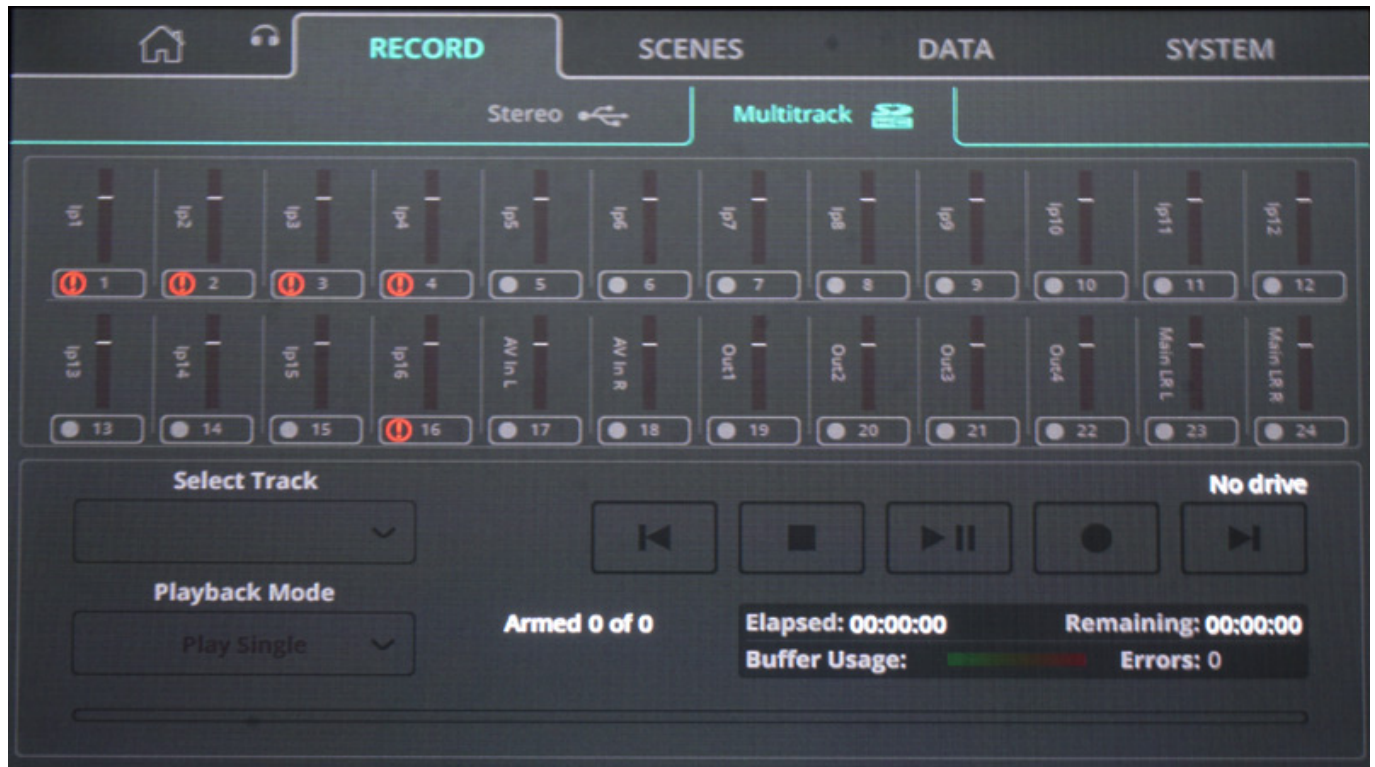 RECORD SCENES DATA SYSTEM
Stereo Multitrack
Ip1 Ip2 Ip3 Ip4 Ip5 Ip6 Ip7 Ip8 Ip9 Ip10 Ip11 Ip12
1 2 3 4 5 6 7 8 9 10 11 12
Ip13 Ip14 Ip15 Ip16 AV In L AV In R Out1 Out2 Out3 Out4 Main LR L Main LR R
13 14 15 16 17 18 19 20 21 22 23 24
Select Track No drive
Playback Mode
Play Single
Armed 0 of 0 Elapsed: 00:00:00 Remaining: 00:00:00
Buffer Usage: Errors: 0